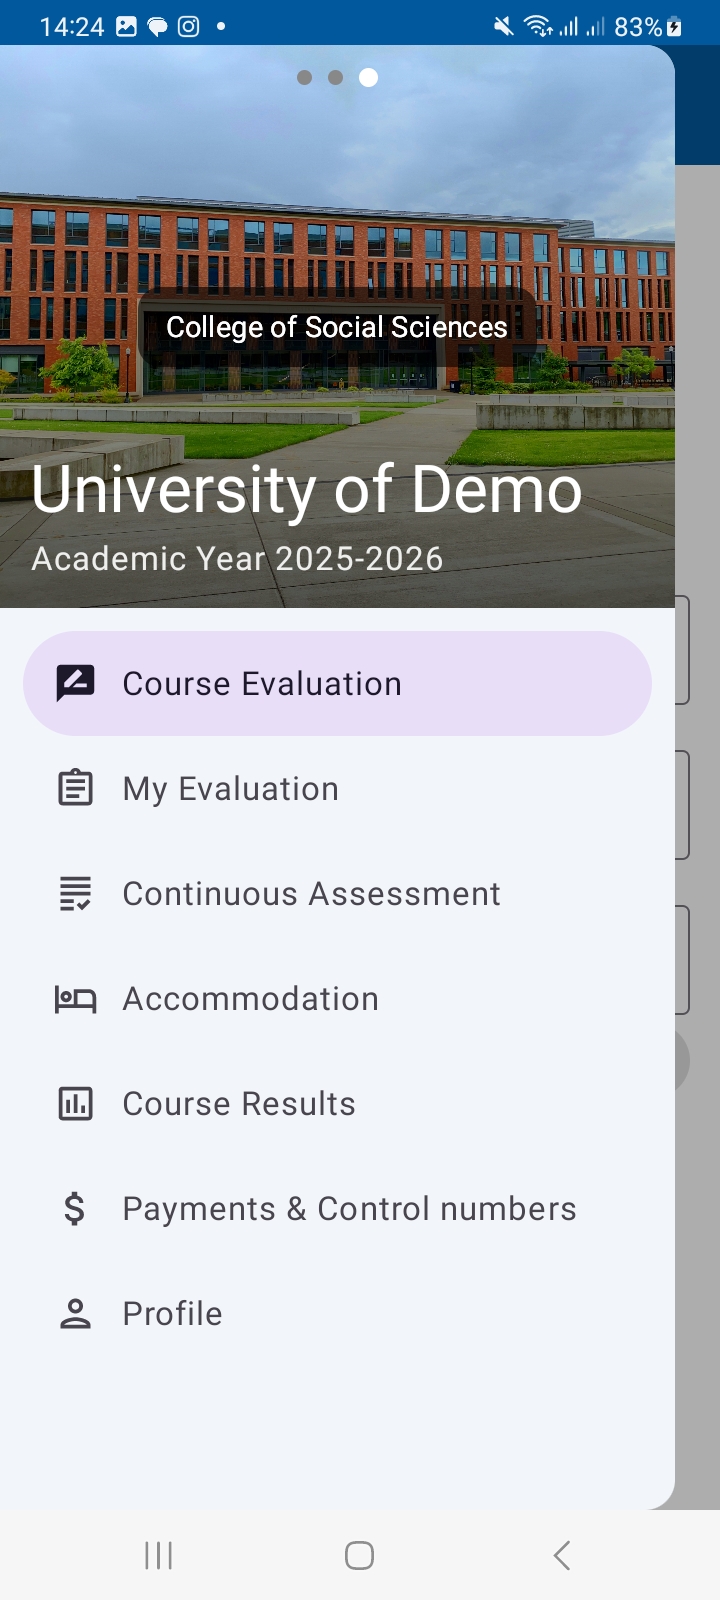 14:24
83%
College of Social Sciences
University of Demo
Academic Year 2025-2026
Course Evaluation
My Evaluation
Continuous Assessment
Accommodation
Course Results
$ Payments & Control numbers
Profile